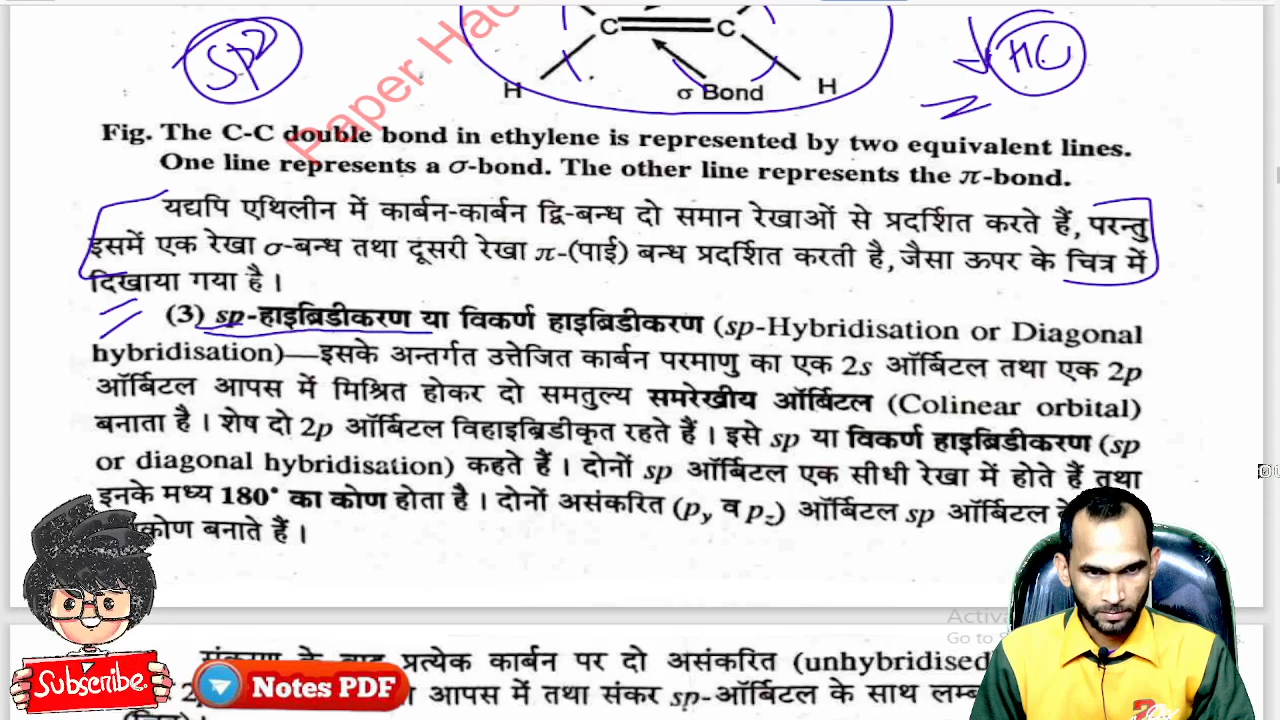 sp²
HC
C C
H σ Bond H
Paper Hac
Fig. The C-C double bond in ethylene is represented by two equivalent lines.
One line represents a σ-bond. The other line represents the π-bond.
यद्यपि एथिलीन में कार्बन-कार्बन द्वि-बन्ध दो समान रेखाओं से प्रदर्शित करते हैं, परन्तु
इसमें एक रेखा σ-बन्ध तथा दूसरी रेखा π-(पाई) बन्ध प्रदर्शित करती है, जैसा ऊपर के चित्र में
दिखाया गया है।
(3) sp-हाइब्रिडीकरण या विकर्ण हाइब्रिडीकरण (sp-Hybridisation or Diagonal
hybridisation)—इसके अन्तर्गत उत्तेजित कार्बन परमाणु का एक 2s ऑर्बिटल तथा एक 2p
ऑर्बिटल आपस में मिश्रित होकर दो समतुल्य समरेखीय ऑर्बिटल (Colinear orbital)
बनाता है। शेष दो 2p ऑर्बिटल विहाइब्रिडीकृत रहते हैं। इसे sp या विकर्ण हाइब्रिडीकरण (sp
or diagonal hybridisation) कहते हैं। दोनों sp ऑर्बिटल एक सीधी रेखा में होते हैं तथा
इनके मध्य 180° का कोण होता है। दोनों असंकरित (py व pz) ऑर्बिटल sp ऑर्बिटल
कोण बनाते हैं।
Activa
Go to S
संकरण के बाद प्रत्येक कार्बन पर दो असंकरित (unhybridised
आपस में तथा संकर sp-ऑर्बिटल के साथ
Subscribe.
Notes PDF